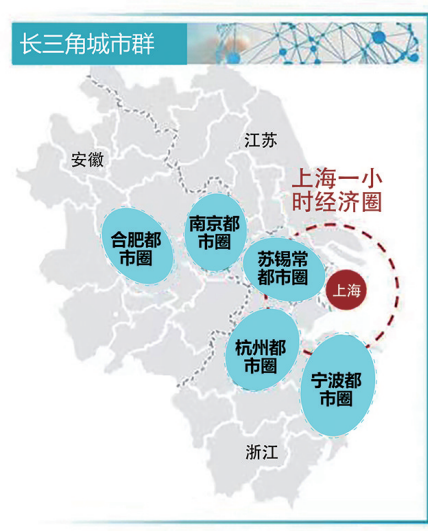 长三角城市群
江苏
安徽
上海一小
时经济圈
南京都
市圈
合肥都
市圈
苏锡常
都市圈
上海
杭州都
市圈
宁波都
市圈
浙江